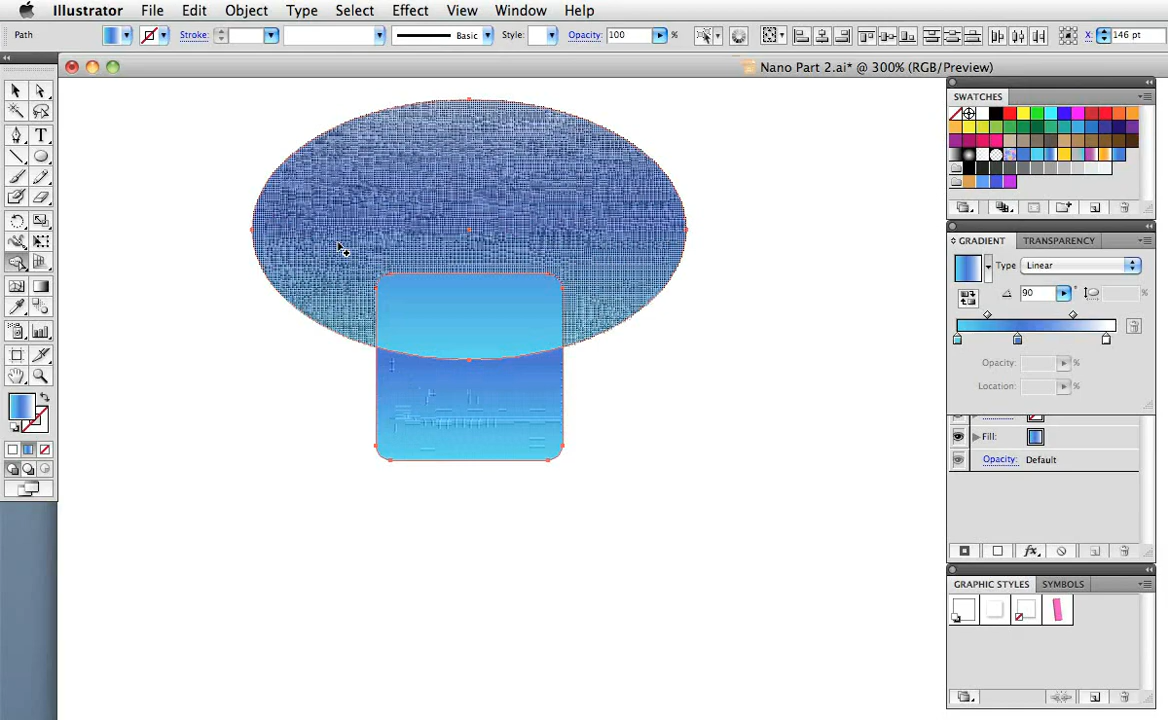 Illustrator File Edit Object Type Select Effect View Window Help
Path Stroke: Basic Style: Opacity: 100 % X: 146 pt
Nano Part 2.ai* @ 300% (RGB/Preview)
SWATCHES
GRADIENT TRANSPARENCY
Type Linear
90 ° %
Opacity: %
Location: %
Fill:
Opacity: Default
GRAPHIC STYLES SYMBOLS